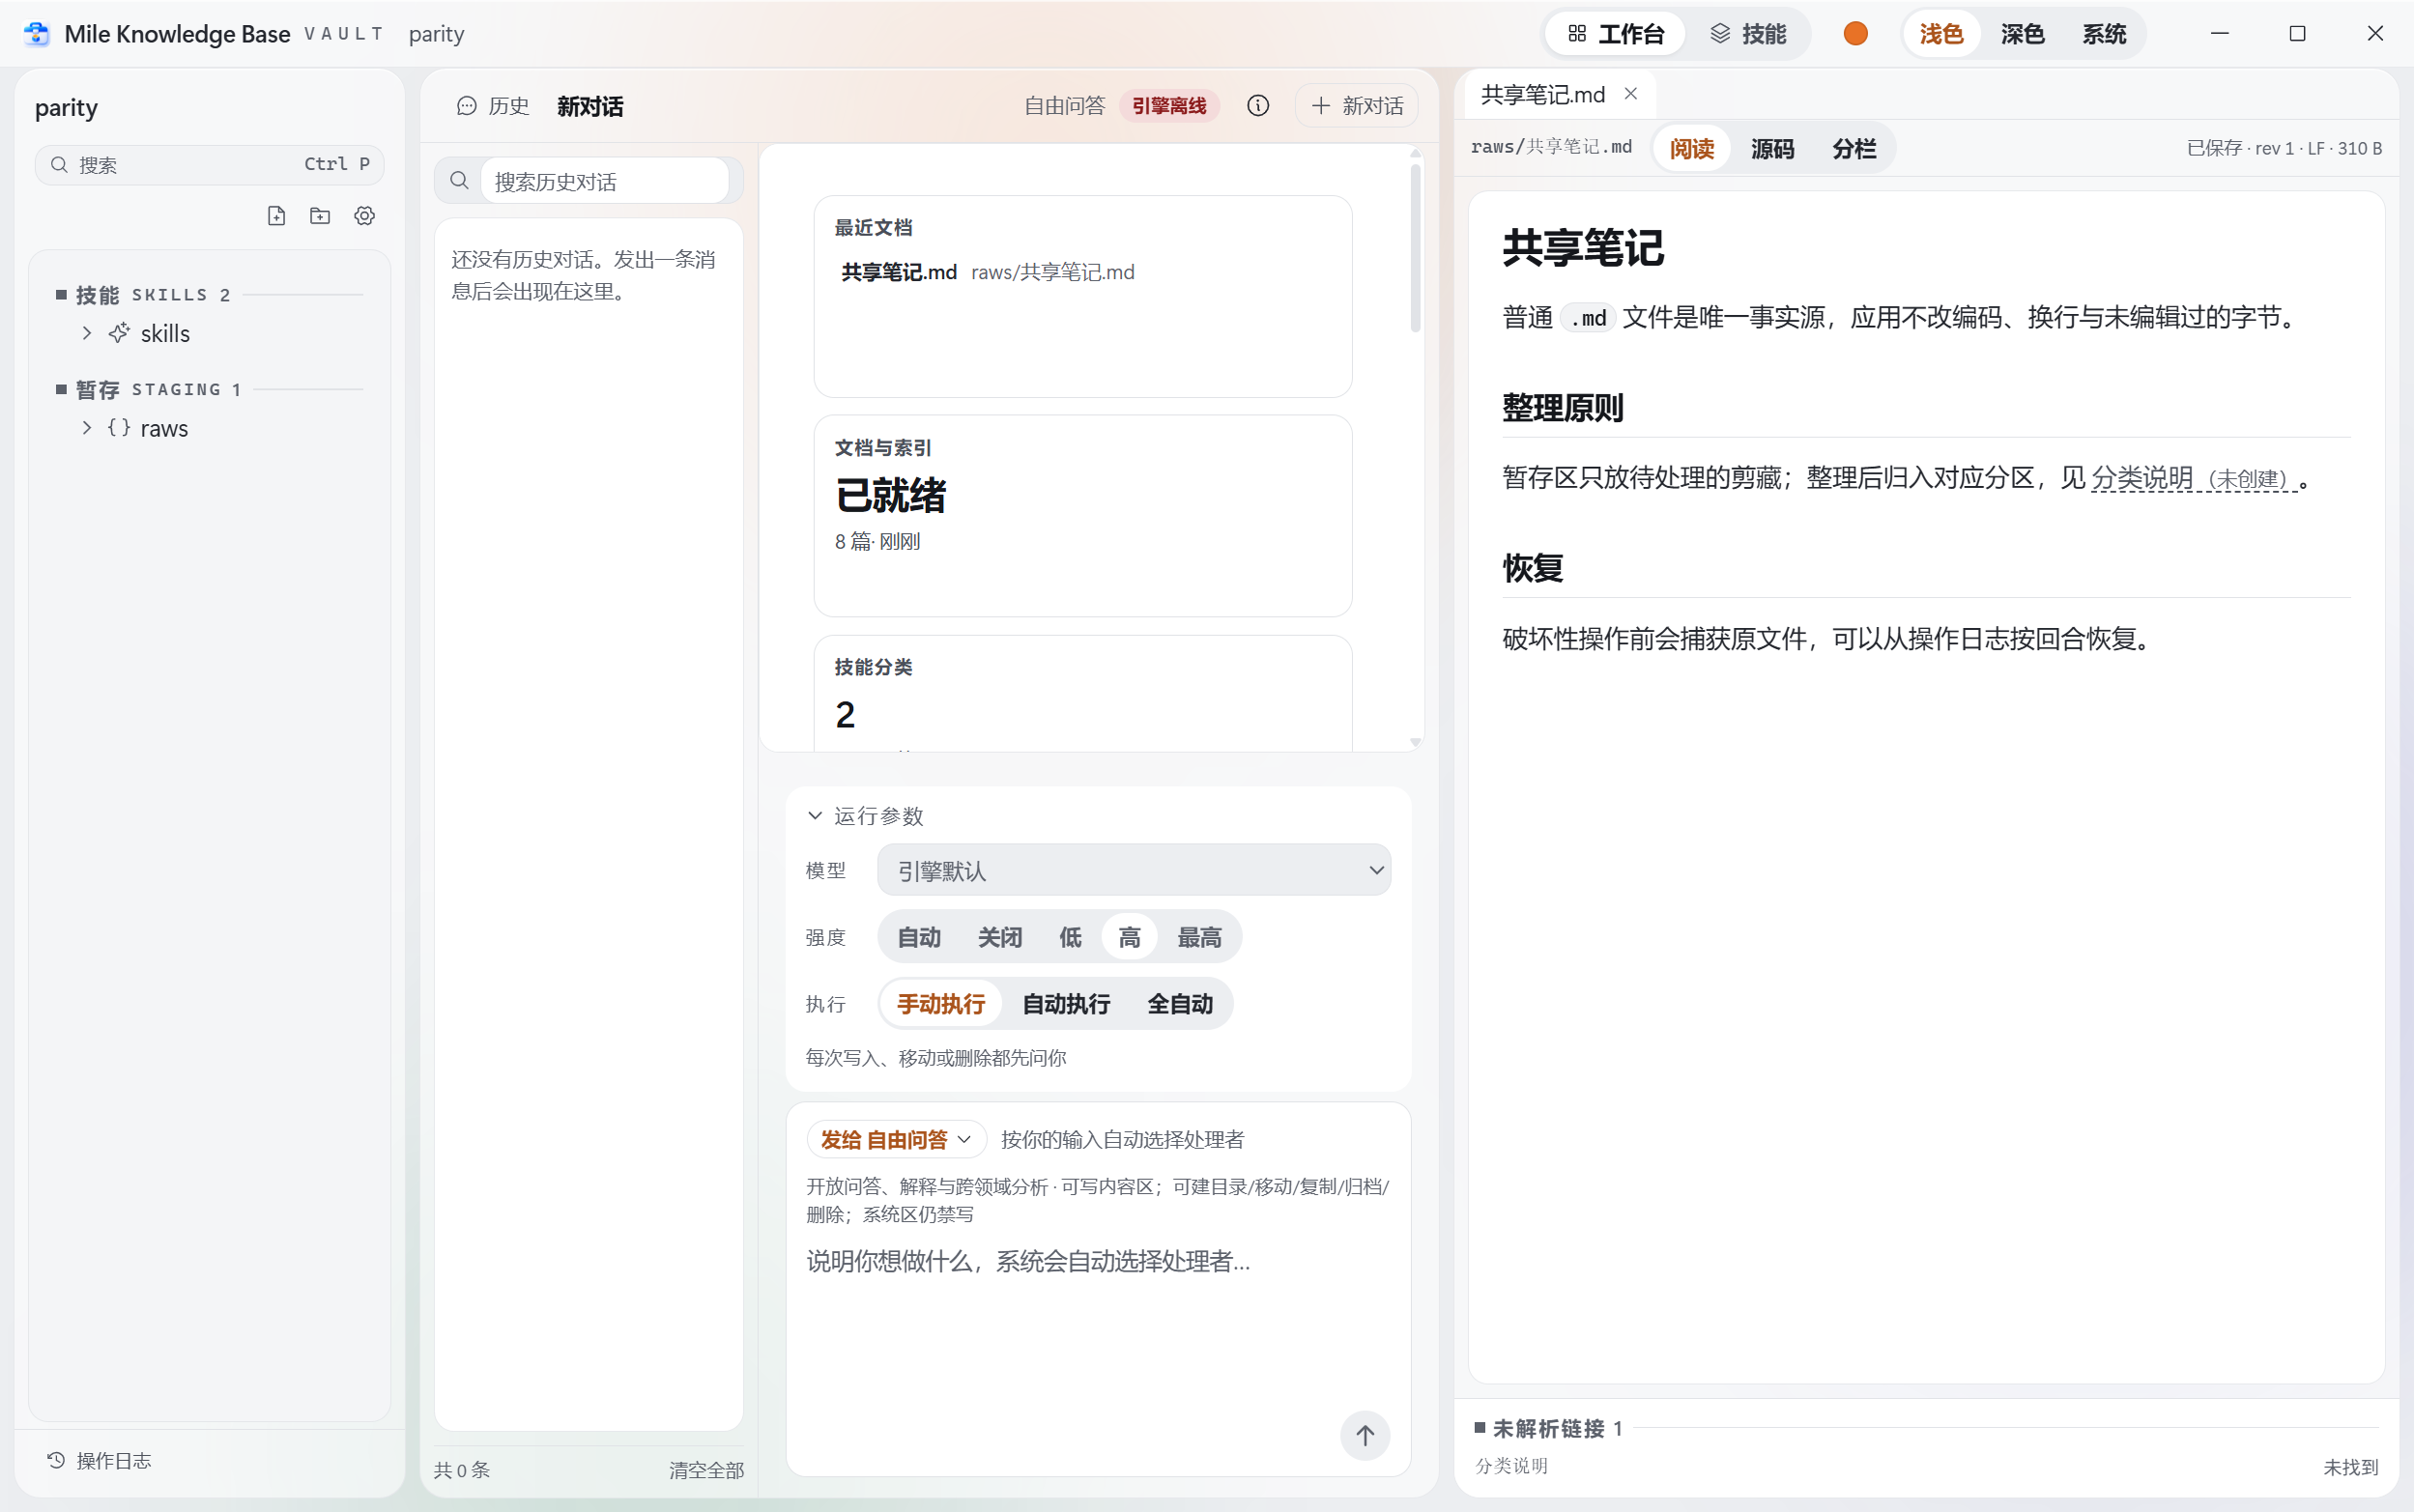 Mile Knowledge Base VAULT parity
工作台 技能 浅色 深色 系统
parity
搜索 Ctrl P
技能 SKILLS 2
skills
暂存 STAGING 1
raws
操作日志
历史 新对话
自由问答 引擎离线 新对话
搜索历史对话
还没有历史对话。发出一条消
息后会出现在这里。
共 0 条 清空全部
最近文档
共享笔记.md raws/共享笔记.md
文档与索引
已就绪
8 篇· 刚刚
技能分类
2
运行参数
模型 引擎默认
强度 自动 关闭 低 高 最高
执行 手动执行 自动执行 全自动
每次写入、移动或删除都先问你
发给 自由问答 按你的输入自动选择处理者
开放问答、解释与跨领域分析 · 可写内容区；可建目录/移动/复制/归档/
删除；系统区仍禁写
说明你想做什么，系统会自动选择处理者...
共享笔记.md
raws/共享笔记.md 阅读 源码 分栏 已保存 · rev 1 · LF · 310 B
共享笔记
普通 .md 文件是唯一事实源，应用不改编码、换行与未编辑过的字节。
整理原则
暂存区只放待处理的剪藏；整理后归入对应分区，见 分类说明（未创建）。
恢复
破坏性操作前会捕获原文件，可以从操作日志按回合恢复。
未解析链接 1
分类说明 未找到